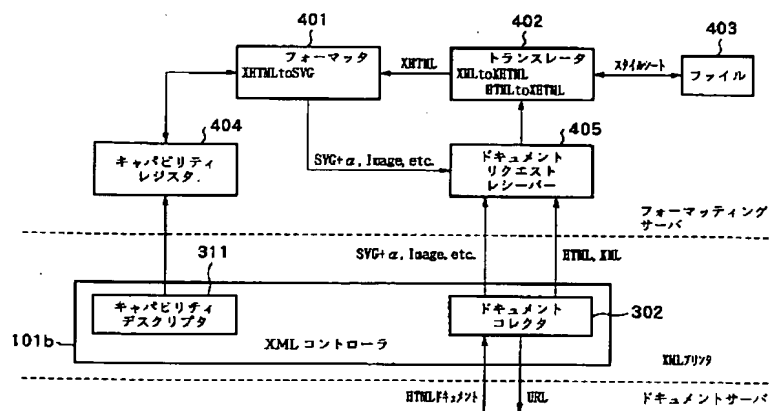 401
402
403
フォーマッタ
XHTMLtoSVG
XHTML
トランスレータ
XMLtoXHTML
HTMLtoXHTML
スタイルシート
ファイル
404
405
キャパビリティ
レジスタ.
SVG+α, Image, etc.
ドキュメント
リクエスト
レシーバー
フォーマッティング
サーバ
SVG+α, Image, etc.
HTML, XML
311
キャパビリティ
デスクリプタ
ドキュメント
コレクタ
302
101b
XMLコントローラ
XMLプリンタ
HTMLドキュメント
URL
ドキュメントサーバ